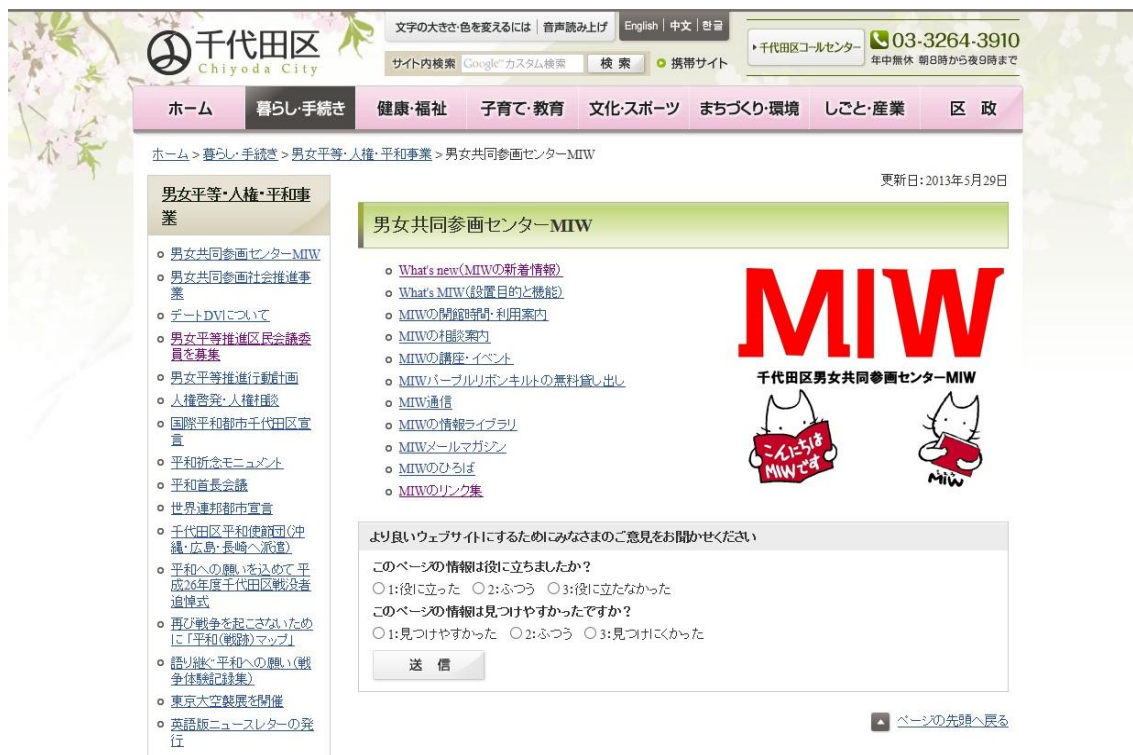 千代田区
Chiyoda City
文字の大きさ・色を変えるには 音声読み上げ English 中文 한글
サイト内検索 Google カスタム検索 検索 携帯サイト
千代田区コールセンター 03-3264-3910
年中無休 朝8時から夜9時まで
ホーム 暮らし・手続き 健康・福祉 子育て・教育 文化・スポーツ まちづくり・環境 しごと・産業 区政
ホーム > 暮らし・手続き > 男女平等・人権・平和事業 > 男女共同参画センターMIW
更新日:2013年5月29日
男女平等・人権・平和事
業
男女共同参画センターMIW
男女共同参画社会推進事
業
デートDVについて
男女平等推進区民会議委
員を募集
男女平等推進行動計画
人権啓発・人権相談
国際平和都市千代田区宣
言
平和祈念モニュメント
平和首長会議
世界連邦都市宣言
千代田区平和使節団(沖
縄・広島・長崎へ派遣)
平和への願いを込めて 平
成26年度千代田区戦没者
追悼式
再び戦争を起こさないため
に「平和(戦跡)マップ」
語り継ぐ 平和への願い(戦
争体験記録集)
東京大空襲展を開催
英語版ニュースレターの発
行
男女共同参画センターMIW
What's new(MIWの新着情報)
What's MIW(設置目的と機能)
MIWの開館時間・利用案内
MIWの相談案内
MIWの講座・イベント
MIWパープルリボンキルトの無料貸し出し
MIW通信
MIWの情報ライブラリ
MIWメールマガジン
MIWのひろば
MIWのリンク集
MIW
千代田区男女共同参画センターMIW
こんにちは
MIWです
MIW
より良いウェブサイトにするためにみなさまのご意見をお聞かせください
このページの情報は役に立ちましたか?
1:役に立った 2:ふつう 3:役に立たなかった
このページの情報は見つけやすかったですか?
1:見つけやすかった 2:ふつう 3:見つけにくかった
送信
ページの先頭へ戻る